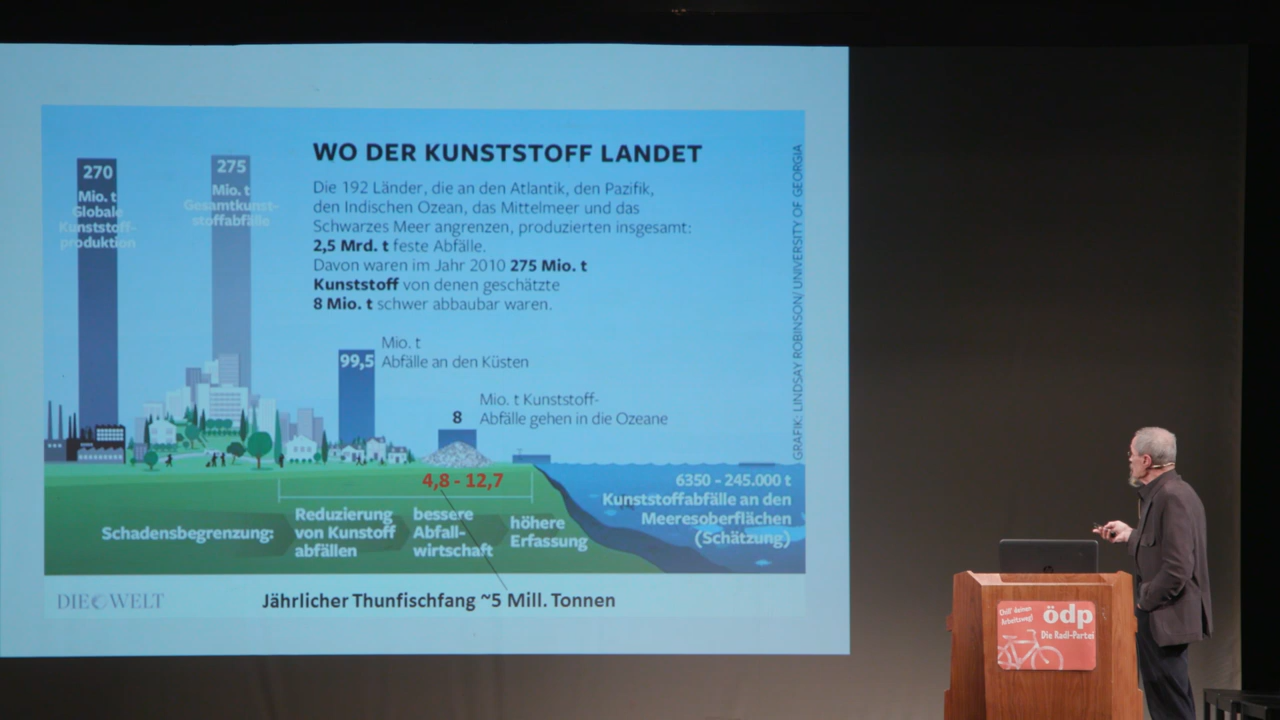 WO DER KUNSTSTOFF LANDET
Die 192 Länder, die an den Atlantik, den Pazifik,
den Indischen Ozean, das Mittelmeer und das
Schwarzes Meer angrenzen, produzierten insgesamt:
2,5 Mrd. t feste Abfälle.
Davon waren im Jahr 2010 275 Mio. t
Kunststoff von denen geschätzte
8 Mio. t schwer abbaubar waren.
270
Mio. t
Globale
Kunststoff-
produktion
275
Mio. t
Gesamtkunst-
stoffabfälle
99,5
Mio. t
Abfälle an den Küsten
8
Mio. t Kunststoff-
Abfälle gehen in die Ozeane
4,8 - 12,7
6350 - 245.000 t
Kunststoffabfälle an den
Meeresoberflächen
(Schätzung)
Schadensbegrenzung:
Reduzierung
von Kunstoff
abfällen
bessere
Abfall-
wirtschaft
höhere
Erfassung
GRAFIK: LINDSAY ROBINSON/ UNIVERSITY OF GEORGIA
DIE WELT
Jährlicher Thunfischfang ~5 Mill. Tonnen
Chill' deinen
Arbeitsweg!
ödp
Die Radl-Partei
hp